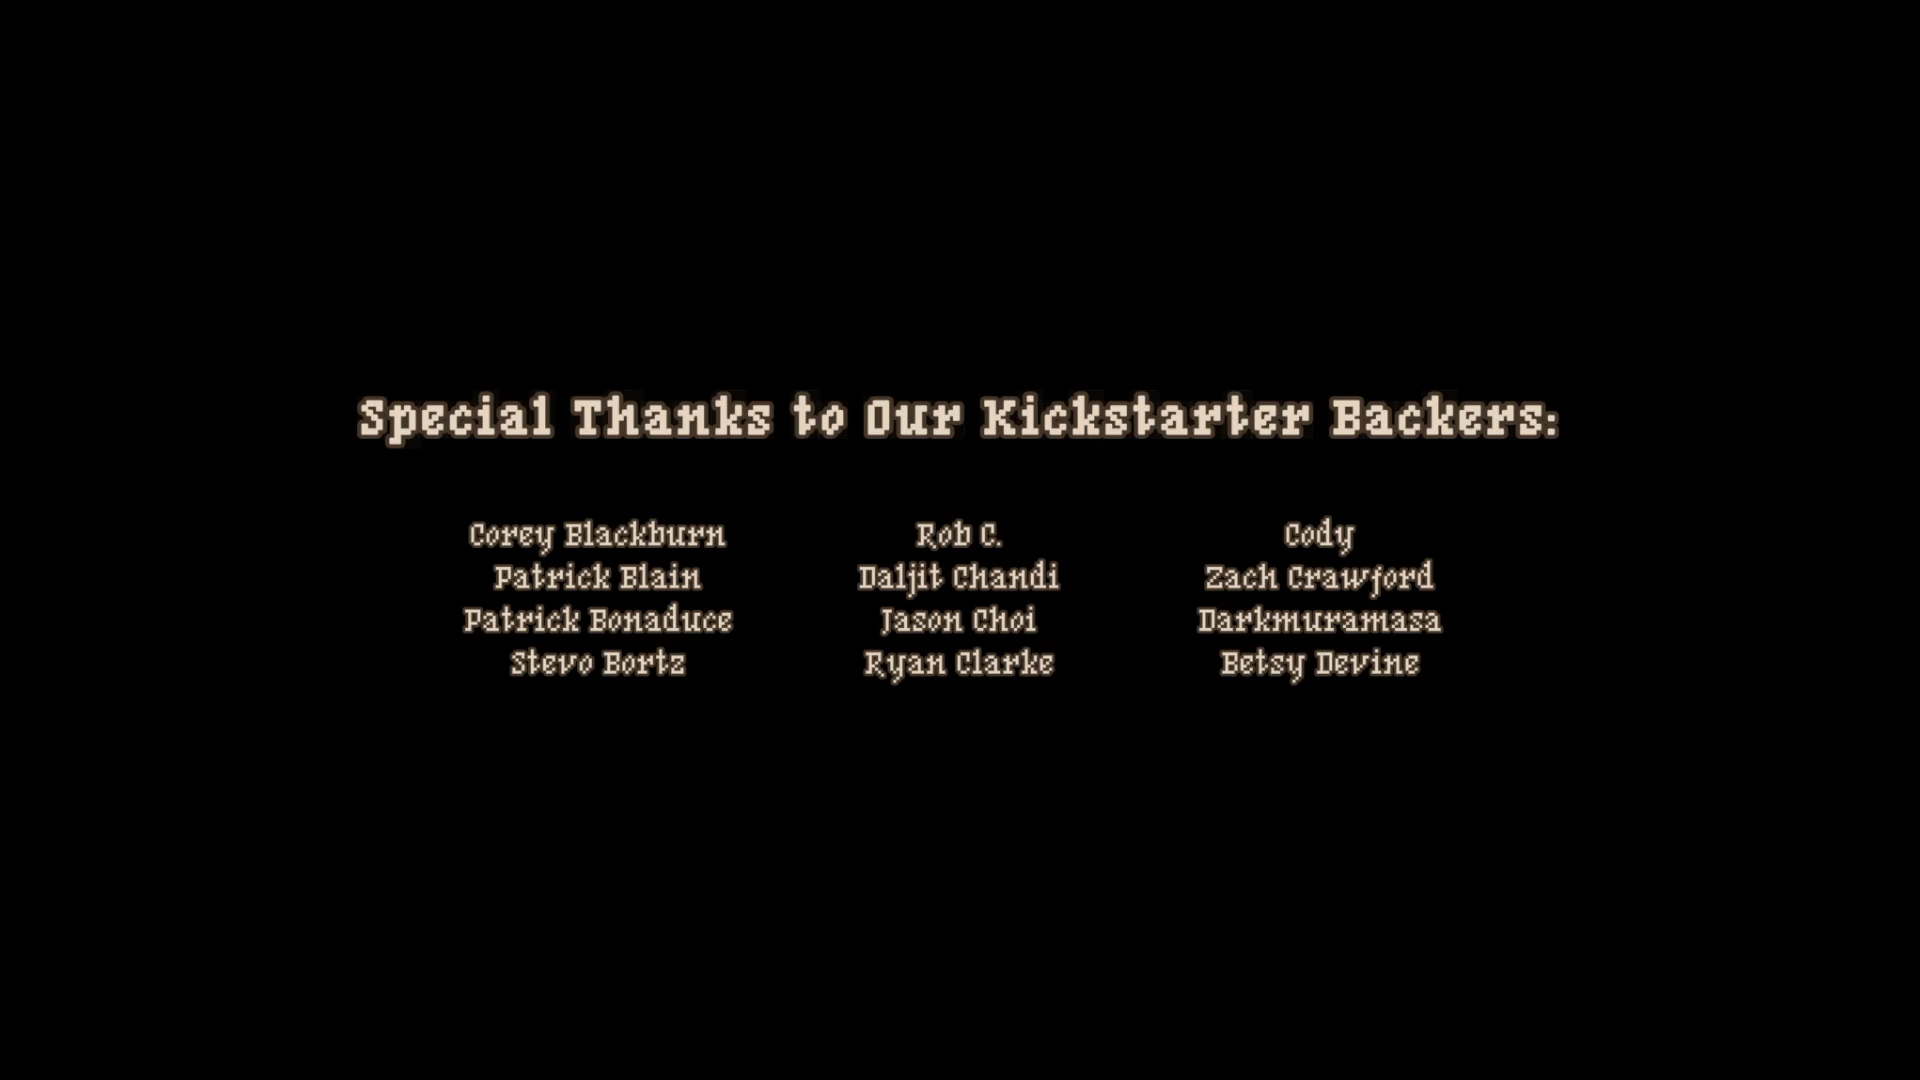 Special Thanks to Our Kickstarter Backers:
Corey Blackburn
Patrick Blain
Patrick Bonaduce
Stevo Bortz
Rob C.
Daljit Chandi
Jason Choi
Ryan Clarke
Cody
Zach Crawford
Darkmuramasa
Betsy Devine